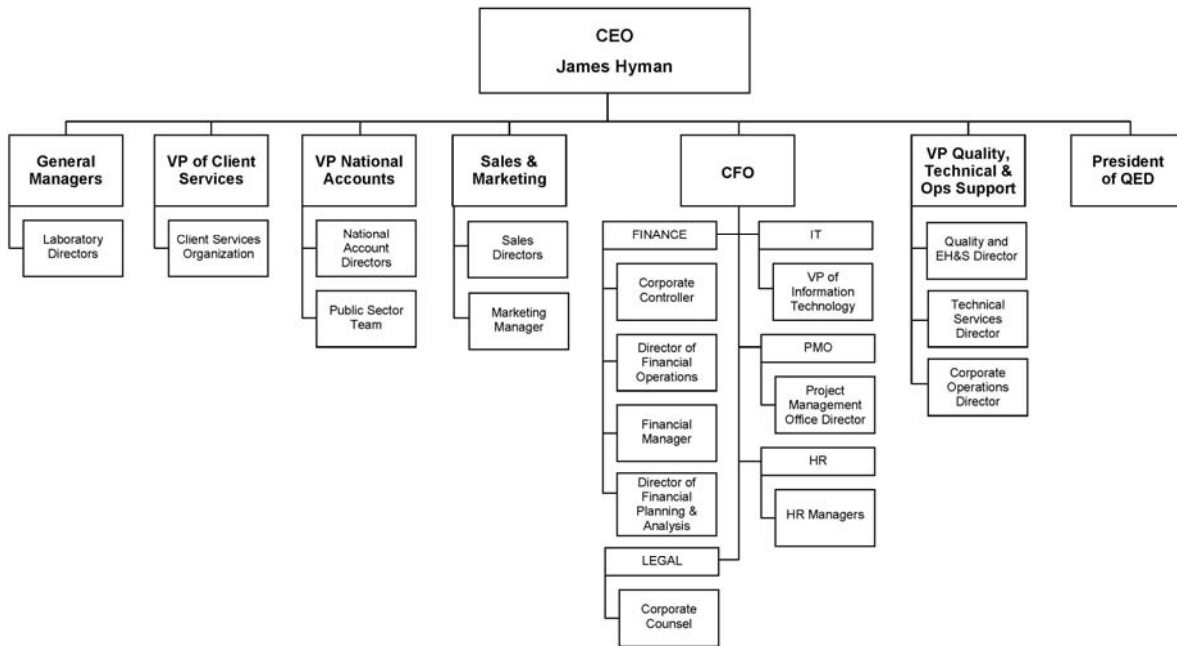 CEO
James Hyman
General
Managers
VP of Client
Services
VP National
Accounts
Sales &
Marketing
CFO
VP Quality,
Technical &
Ops Support
President
of QED
Laboratory
Directors
Client Services
Organization
National
Account
Directors
Public Sector
Team
Sales
Directors
Marketing
Manager
FINANCE
Corporate
Controller
Director of
Financial
Operations
Financial
Manager
Director of
Financial
Planning &
Analysis
LEGAL
Corporate
Counsel
IT
VP of
Information
Technology
PMO
Project
Management
Office Director
HR
HR Managers
Quality and
EH&S Director
Technical
Services
Director
Corporate
Operations
Director